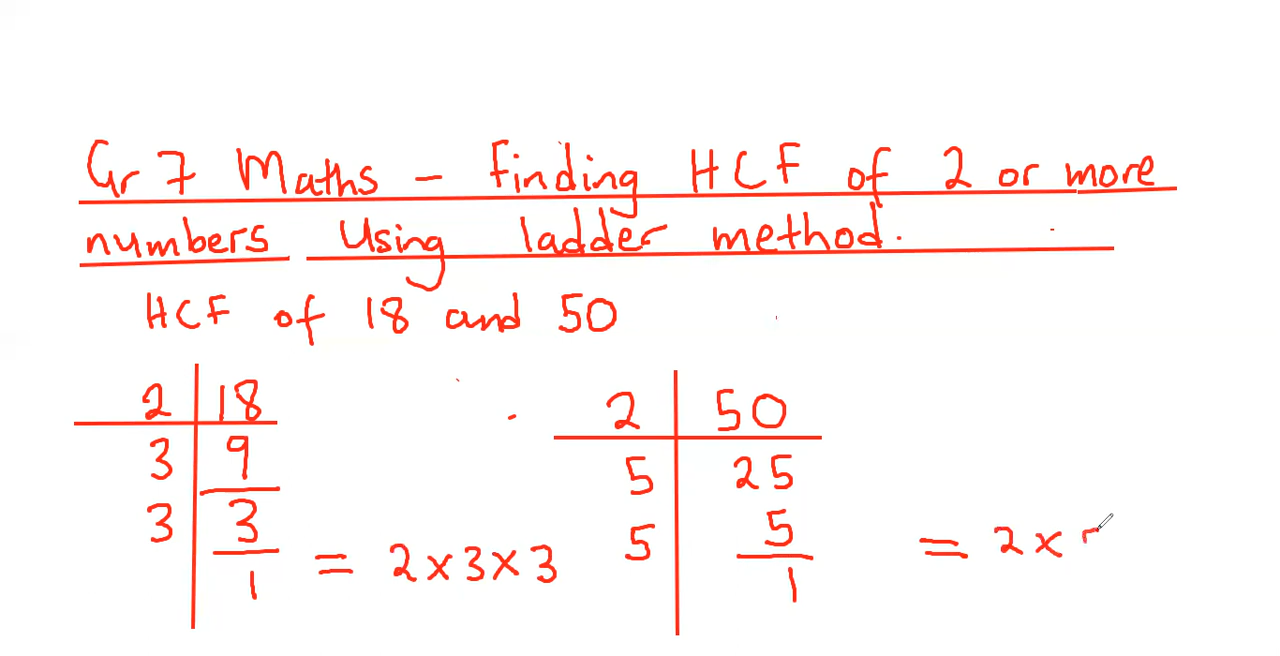 Gr 7 Maths - Finding HCF of 2 or more
numbers Using ladder method.
HCF of 18 and 50
2 18
3 9
3 3
1
= 2 x 3 x 3
2 50
5 25
5 5
1
= 2 x